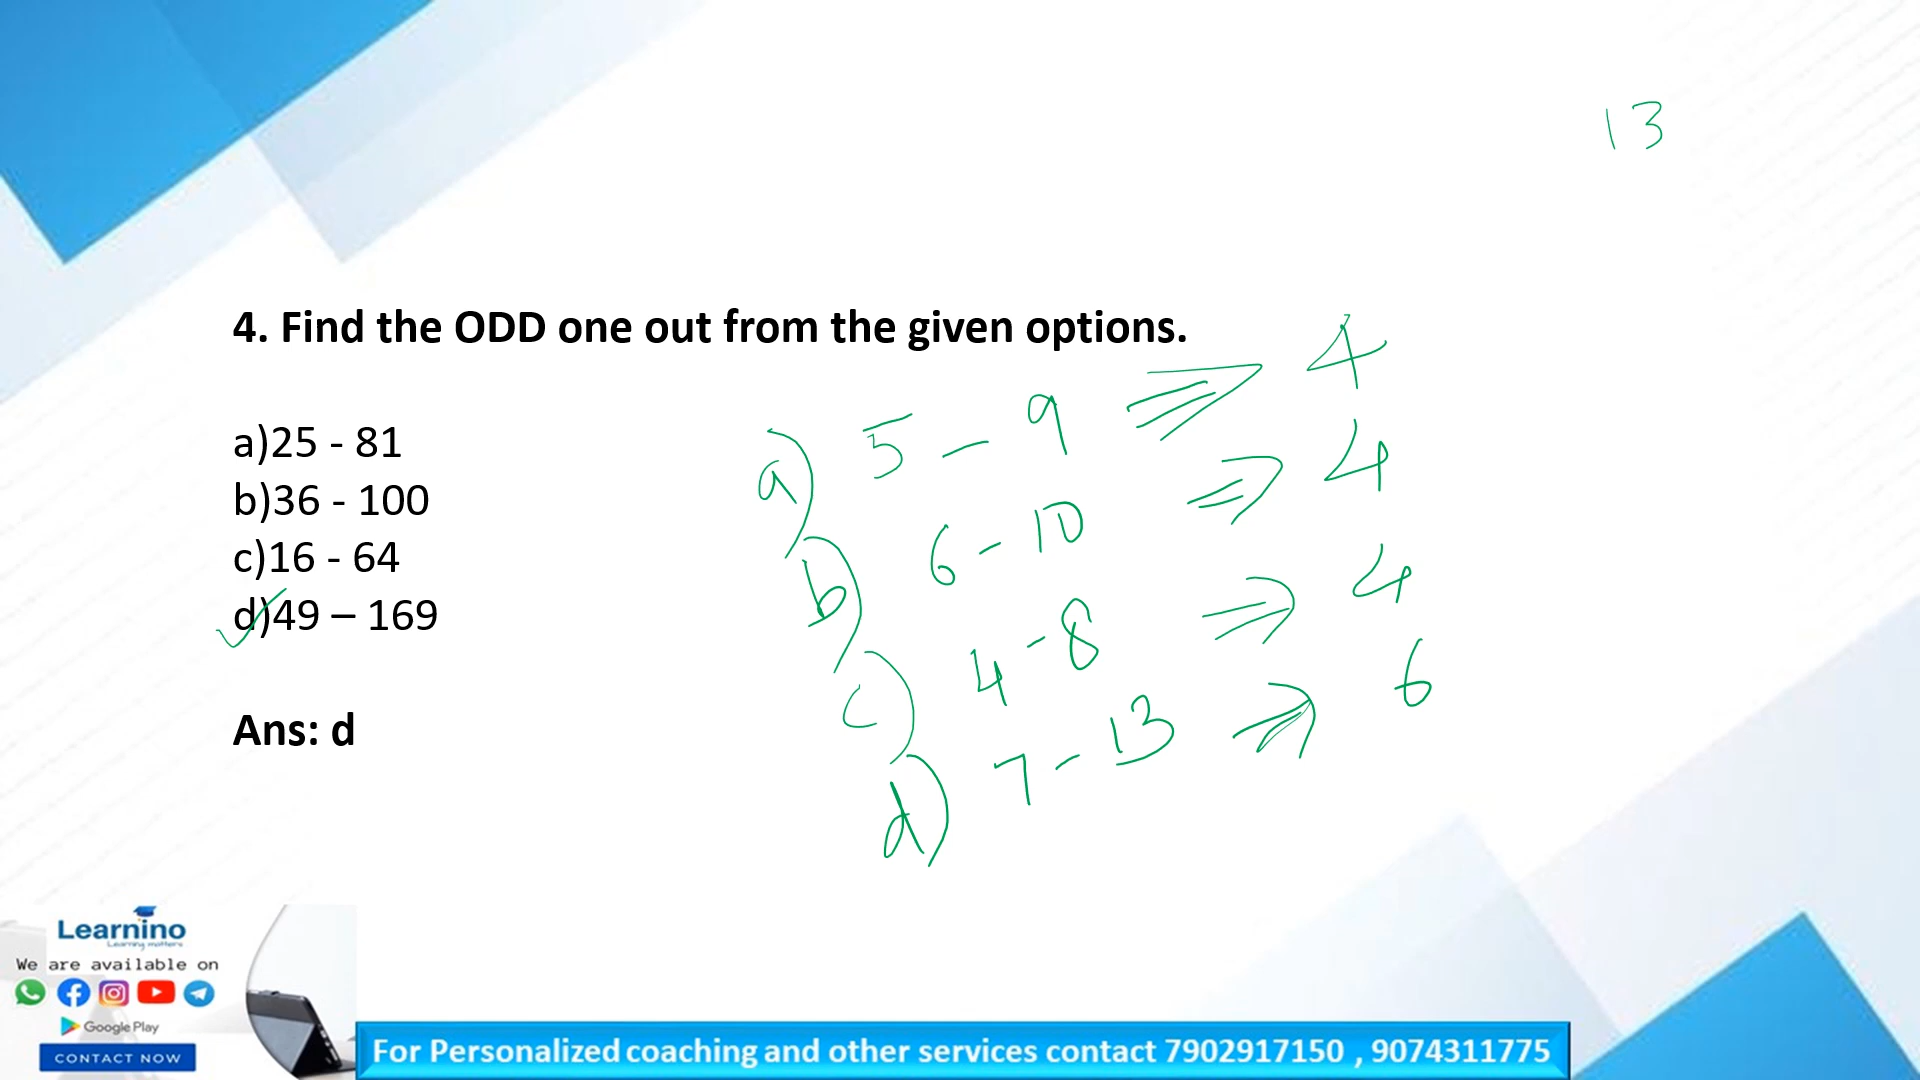 13
4. Find the ODD one out from the given options.
a)25 - 81
b)36 - 100
c)16 - 64
d)49 – 169
Ans: d
a) 5 - 9 ⇒ 4
b) 6 - 10 ⇒ 4
c) 4 - 8 ⇒ 4
d) 7 - 13 ⇒ 6
Learnino
Learning matters
We are available on
Google Play
CONTACT NOW
For Personalized coaching and other services contact 7902917150 , 9074311775